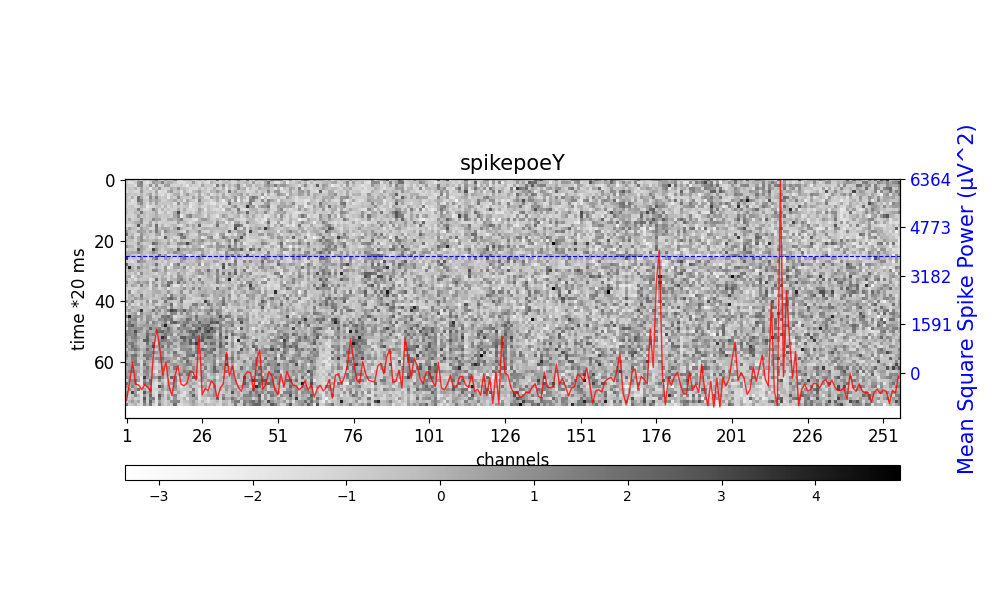 spikepoeY
0
20
40
60
time *20 ms
6364
4773
3182
1591
0
Mean Square Spike Power (µV^2)
1 26 51 76 101 126 151 176 201 226 251
channels
−3 −2 −1 0 1 2 3 4